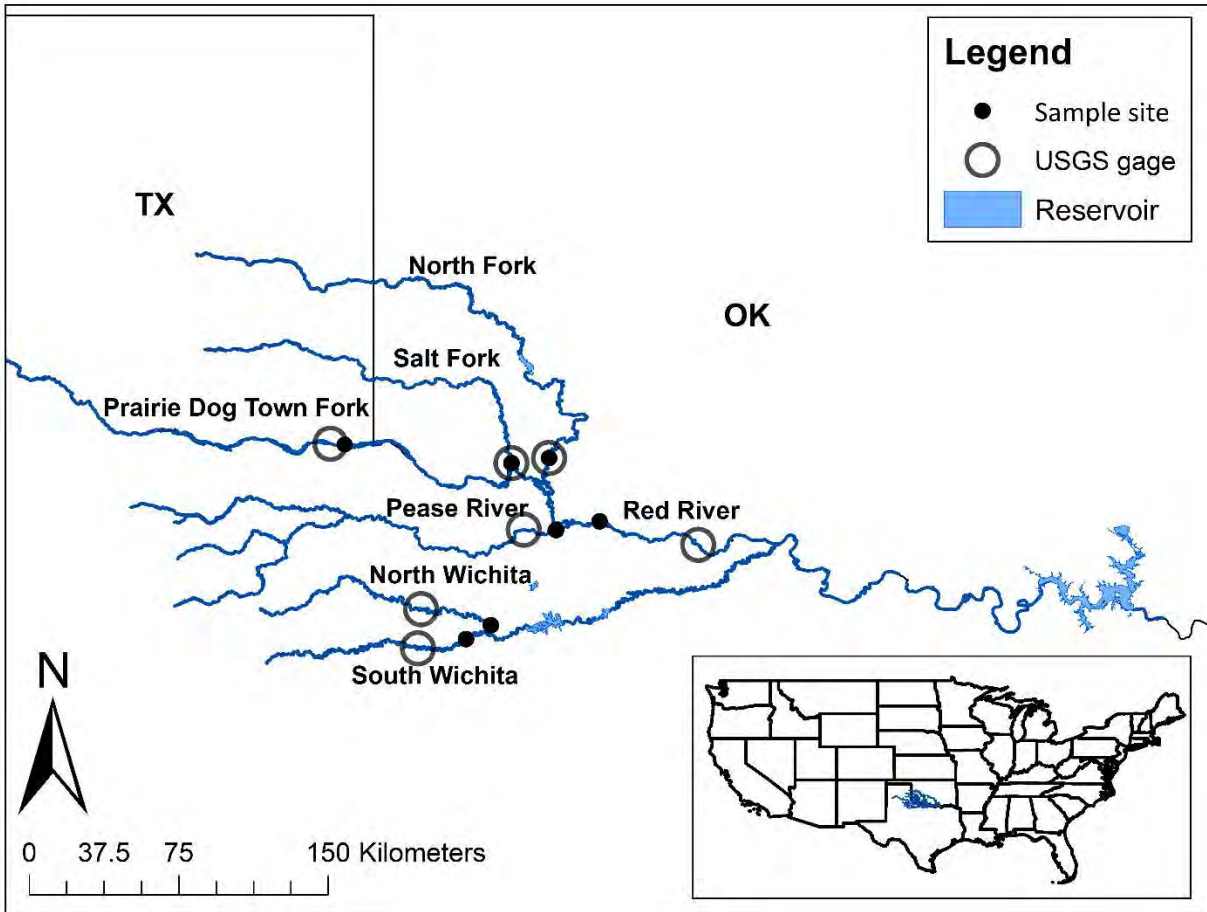 Legend
Sample site
USGS gage
Reservoir
TX
North Fork
OK
Salt Fork
Prairie Dog Town Fork
Pease River
Red River
North Wichita
South Wichita
N
0 37.5 75 150 Kilometers